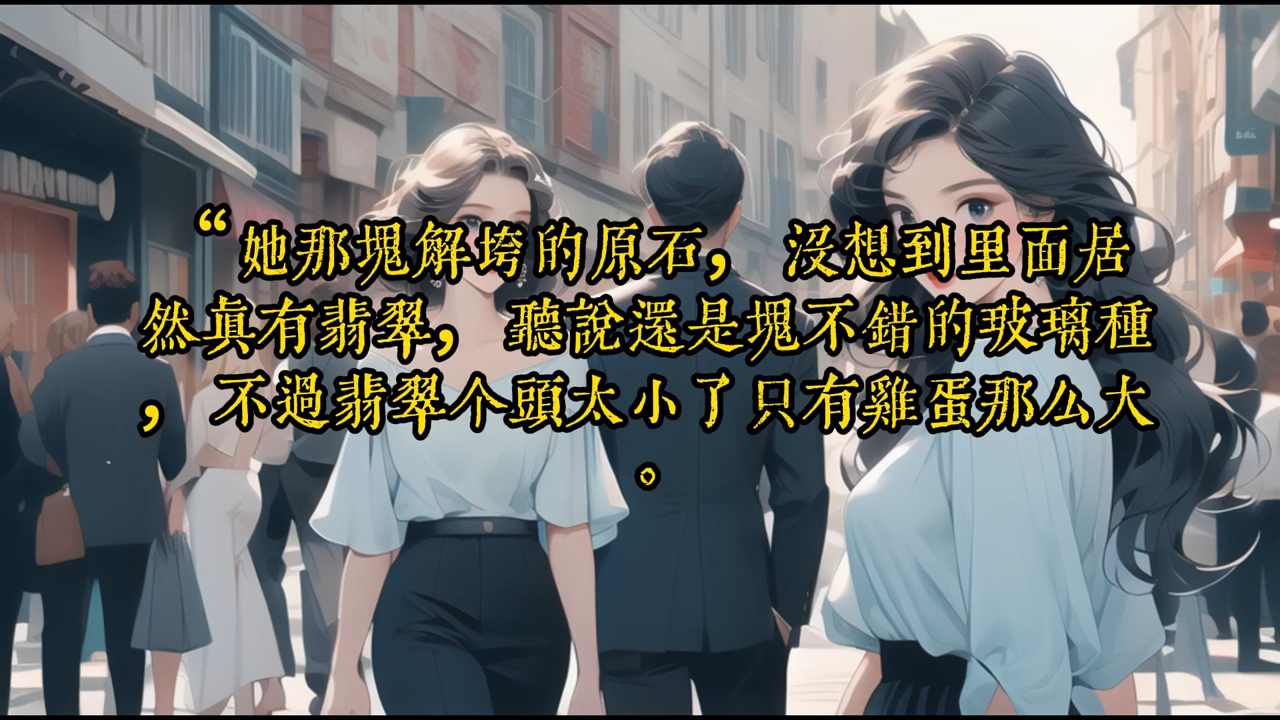 “她那塊解垮的原石， 沒想到里面居
然真有翡翠， 聽說還是塊不錯的玻璃種
， 不過翡翠个頭太小了只有雞蛋那么大
。